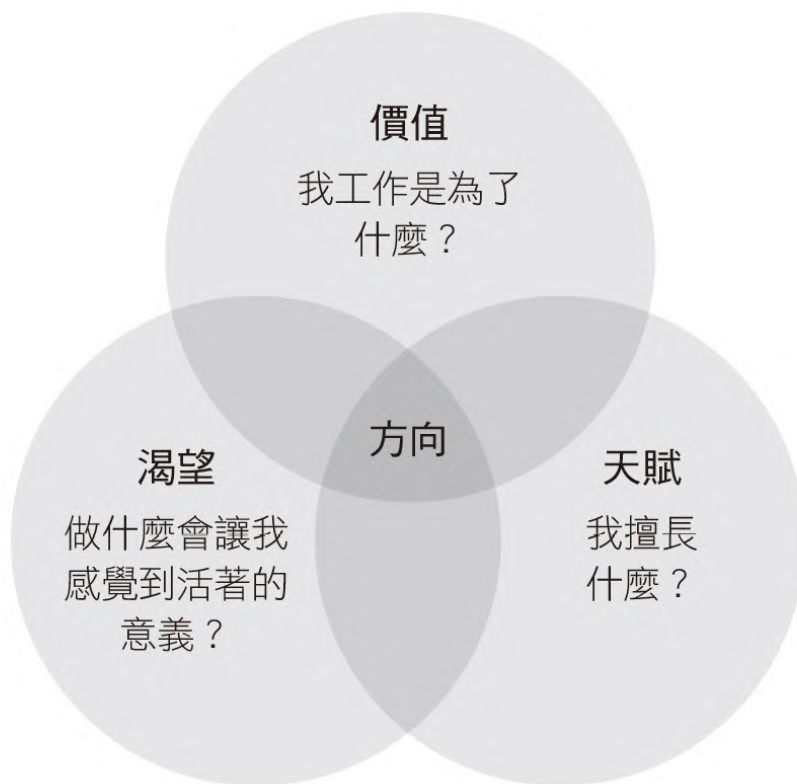 價值
我工作是為了
什麼？
方向
渴望
做什麼會讓我
感覺到活著的
意義？
天賦
我擅長
什麼？